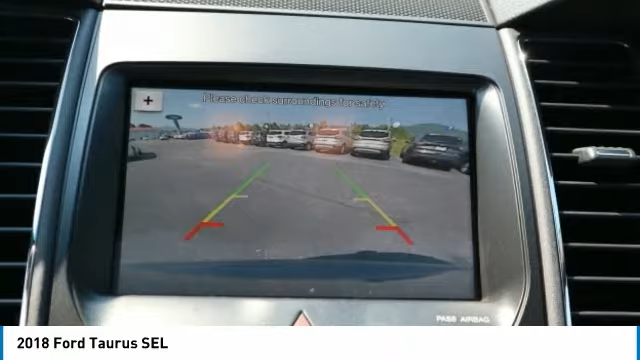 +
Please check surroundings for safety
PASS AIRBAG
2018 Ford Taurus SEL